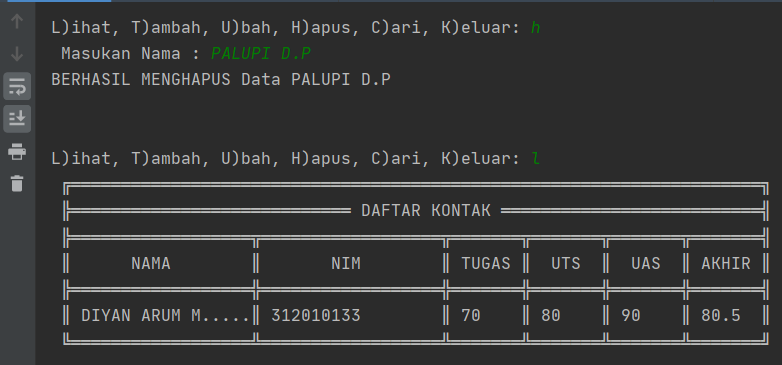 L)ihat, T)ambah, U)bah, H)apus, C)ari, K)eluar: h
Masukan Nama : PALUPI D.P
BERHASIL MENGHAPUS Data PALUPI D.P
L)ihat, T)ambah, U)bah, H)apus, C)ari, K)eluar: l
DAFTAR KONTAK
NAMA NIM TUGAS UTS UAS AKHIR
DIYAN ARUM M..... 312010133 70 80 90 80.5